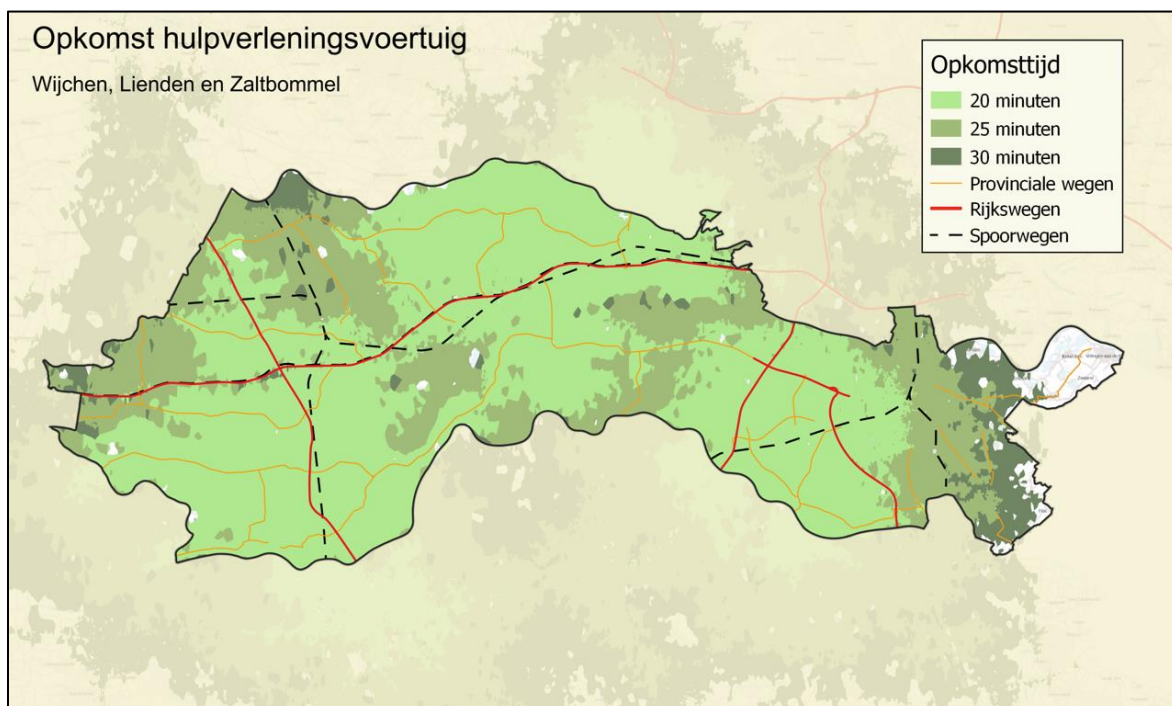 Opkomst hulpverleningsvoertuig
Wijchen, Lienden en Zaltbommel
Opkomsttijd
20 minuten
25 minuten
30 minuten
Provinciale wegen
Rijkswegen
Spoorwegen